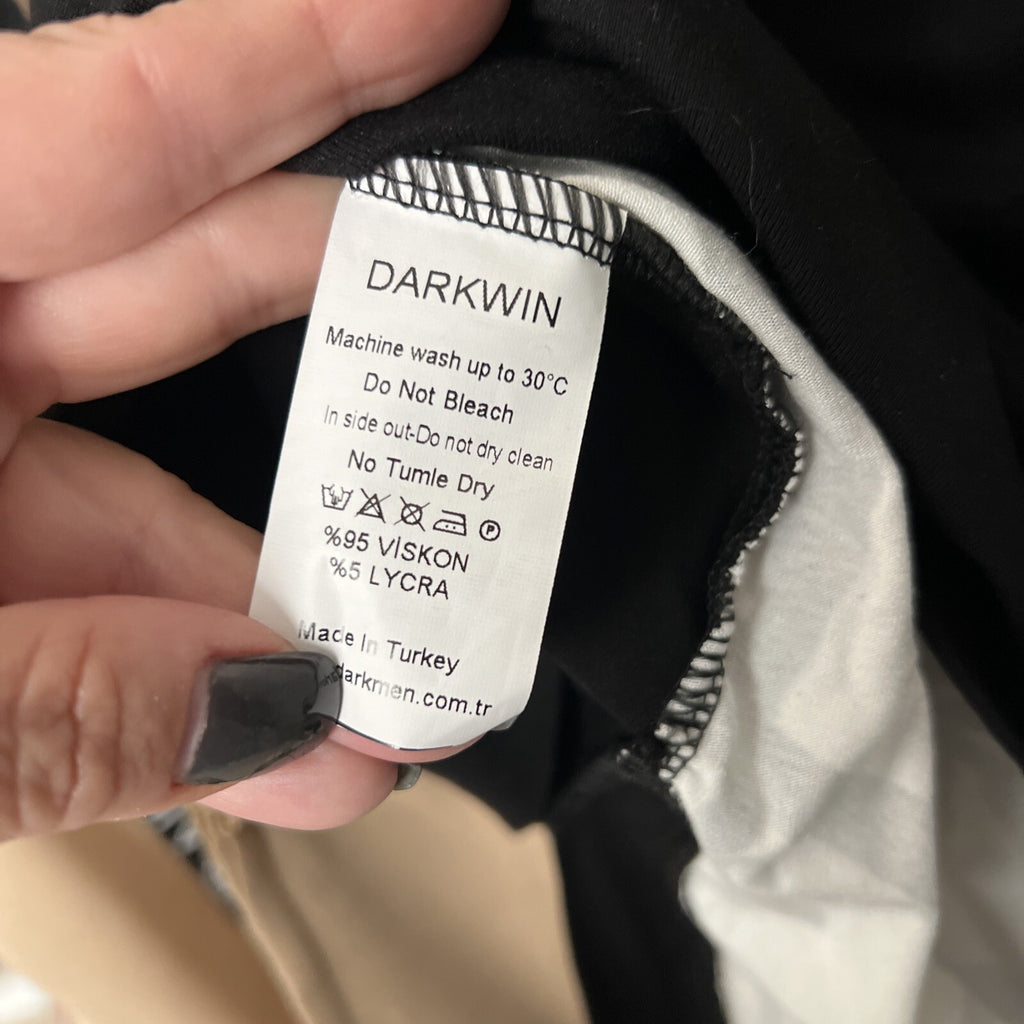 DARKWIN
Machine wash up to 30°C
Do Not Bleach
In side out-Do not dry clean
No Tumle Dry
P
%95 VİSKON
%5 LYCRA
Made In Turkey
darkmen.com.tr